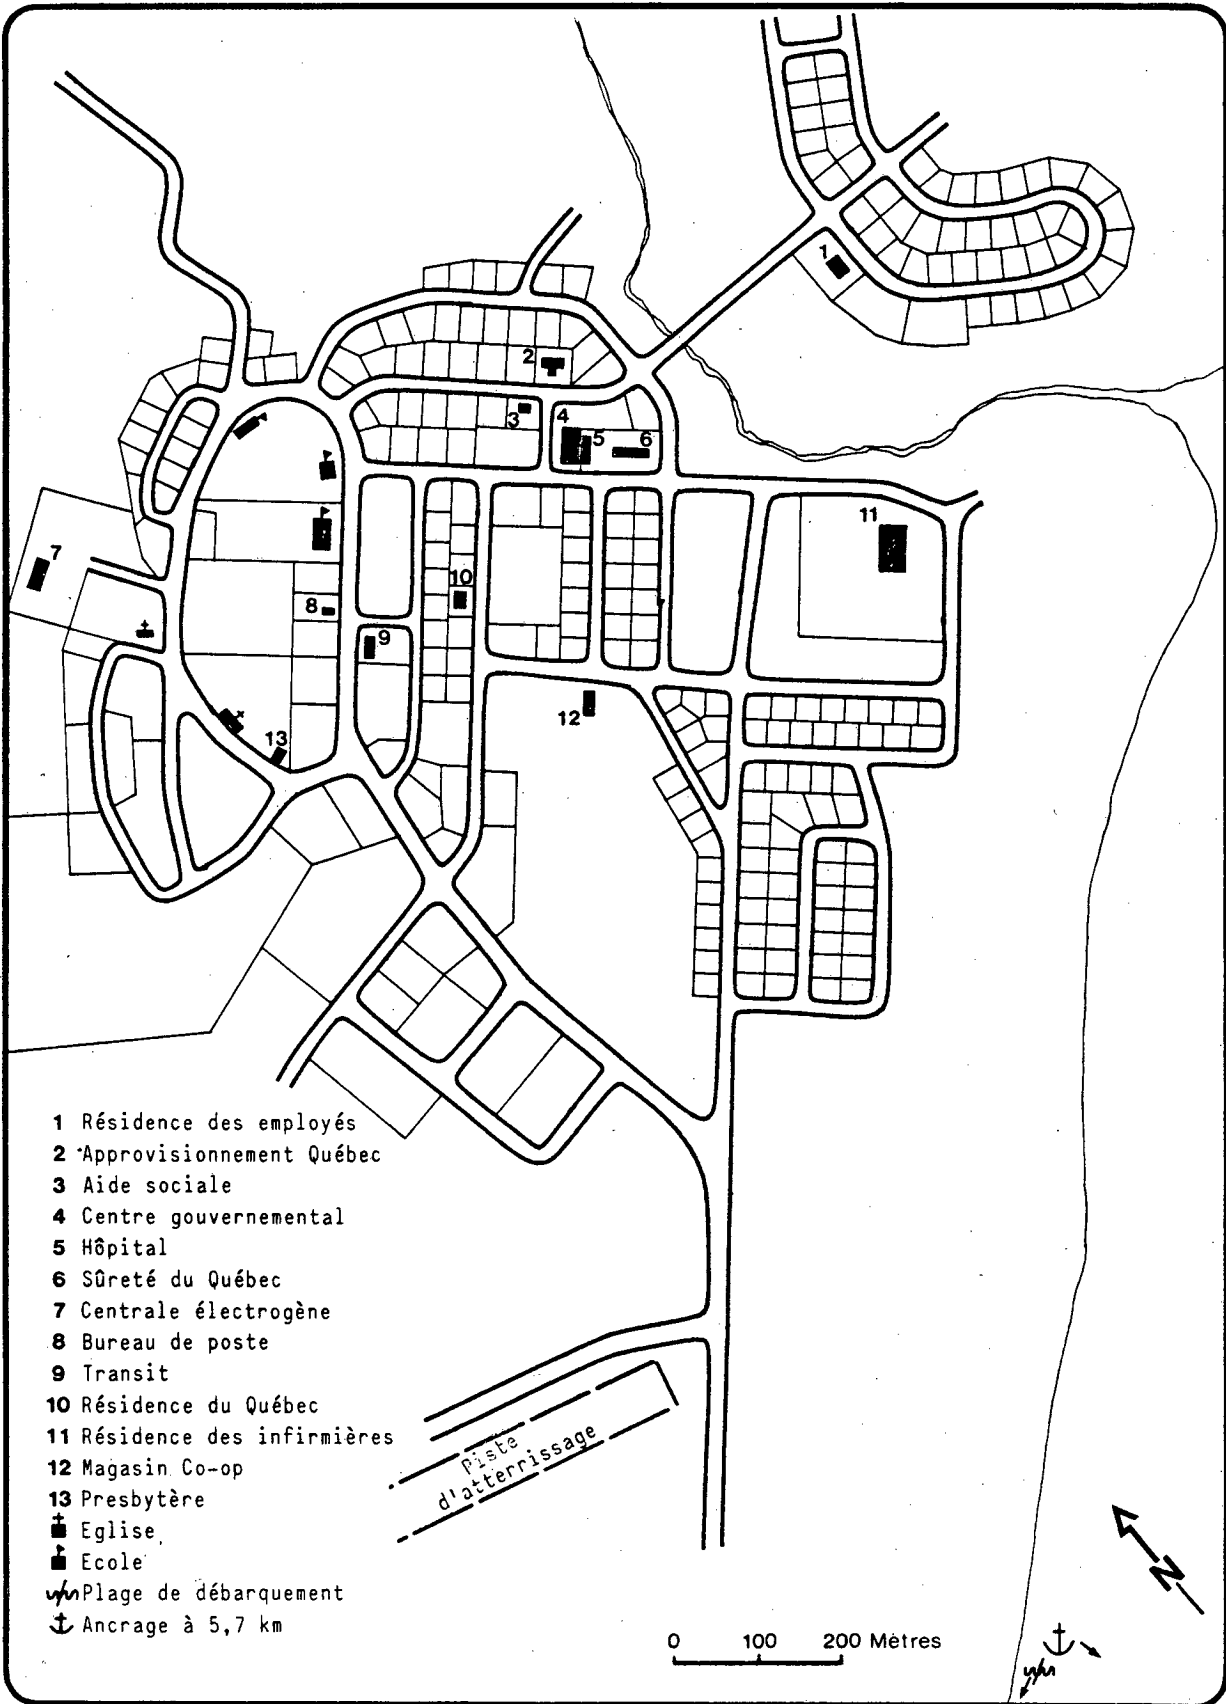 1
2
3
4
5
6
7
8
9
10
11
12
13
1 Résidence des employés
2 Approvisionnement Québec
3 Aide sociale
4 Centre gouvernemental
5 Hôpital
6 Sûreté du Québec
7 Centrale électrogène
8 Bureau de poste
9 Transit
10 Résidence du Québec
11 Résidence des infirmières
12 Magasin Co-op
13 Presbytère
Eglise
Ecole
Plage de débarquement
Ancrage à 5,7 km
Piste
d'atterrissage
0 100 200 Mètres
N